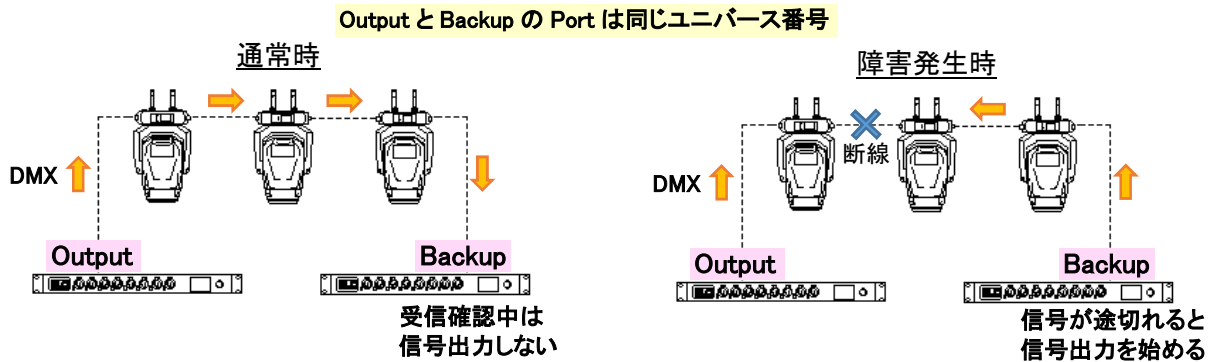 Output と Backup の Port は同じユニバース番号
通常時
DMX
Output
Backup
受信確認中は
信号出力しない
障害発生時
断線
DMX
Output
Backup
信号が途切れると
信号出力を始める